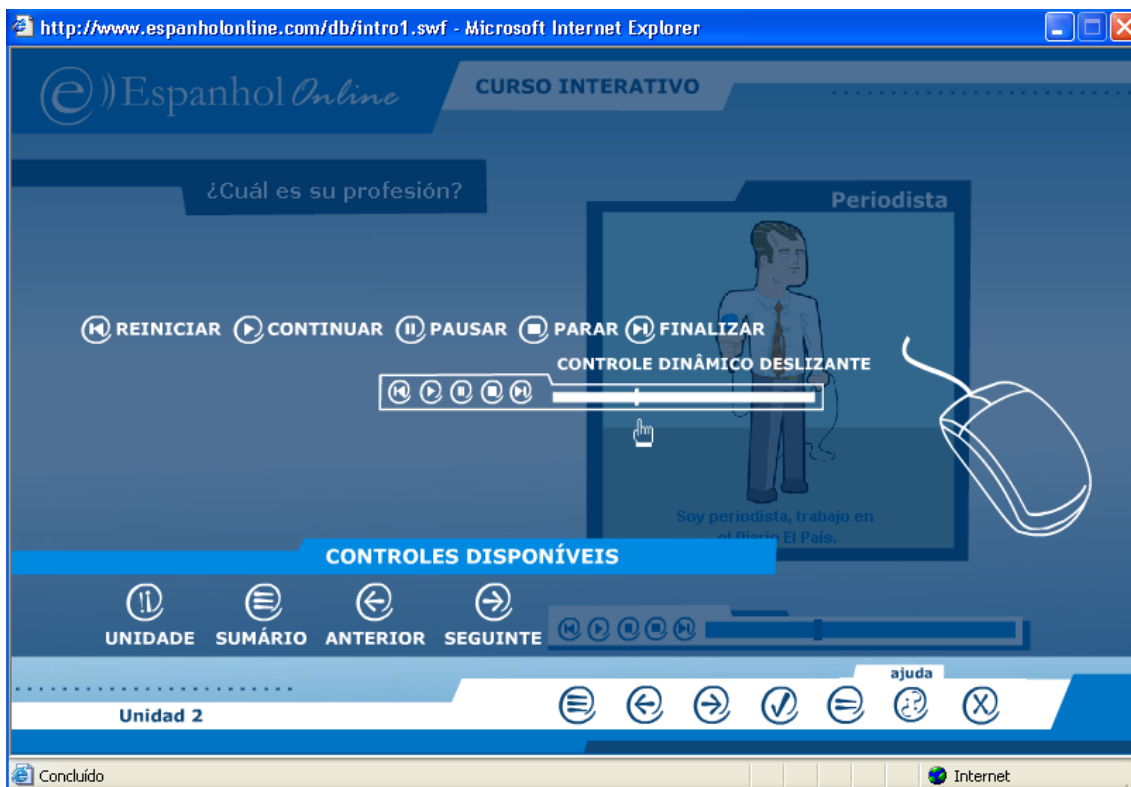 http://www.espanholonline.com/db/intro1.swf - Microsoft Internet Explorer
e))Espanhol Online
CURSO INTERATIVO
¿Cuál es su profesión?
Periodista
REINICIAR CONTINUAR PAUSAR PARAR FINALIZAR
CONTROLE DINÂMICO DESLIZANTE
Soy periodista, trabajo en
el Diario El País.
CONTROLES DISPONÍVEIS
UNIDADE SUMÁRIO ANTERIOR SEGUINTE
ajuda
Unidad 2
Concluído
Internet